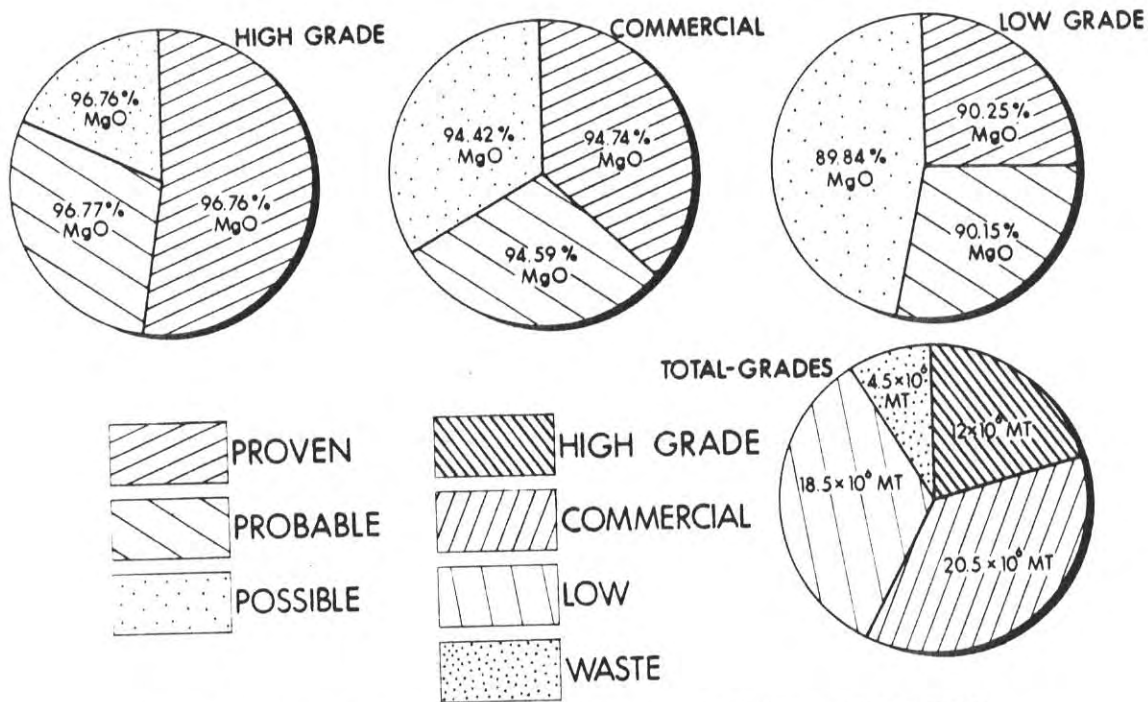 HIGH GRADE
96.76%
MgO
96.77%
MgO
96.76%
MgO
COMMERCIAL
94.42%
MgO
94.74%
MgO
94.59%
MgO
LOW GRADE
90.25%
MgO
89.84%
MgO
90.15%
MgO
TOTAL-GRADES
4.5×10⁶
MT
12×10⁶ MT
18.5×10⁶ MT
20.5×10⁶ MT
PROVEN
PROBABLE
POSSIBLE
HIGH GRADE
COMMERCIAL
LOW
WASTE